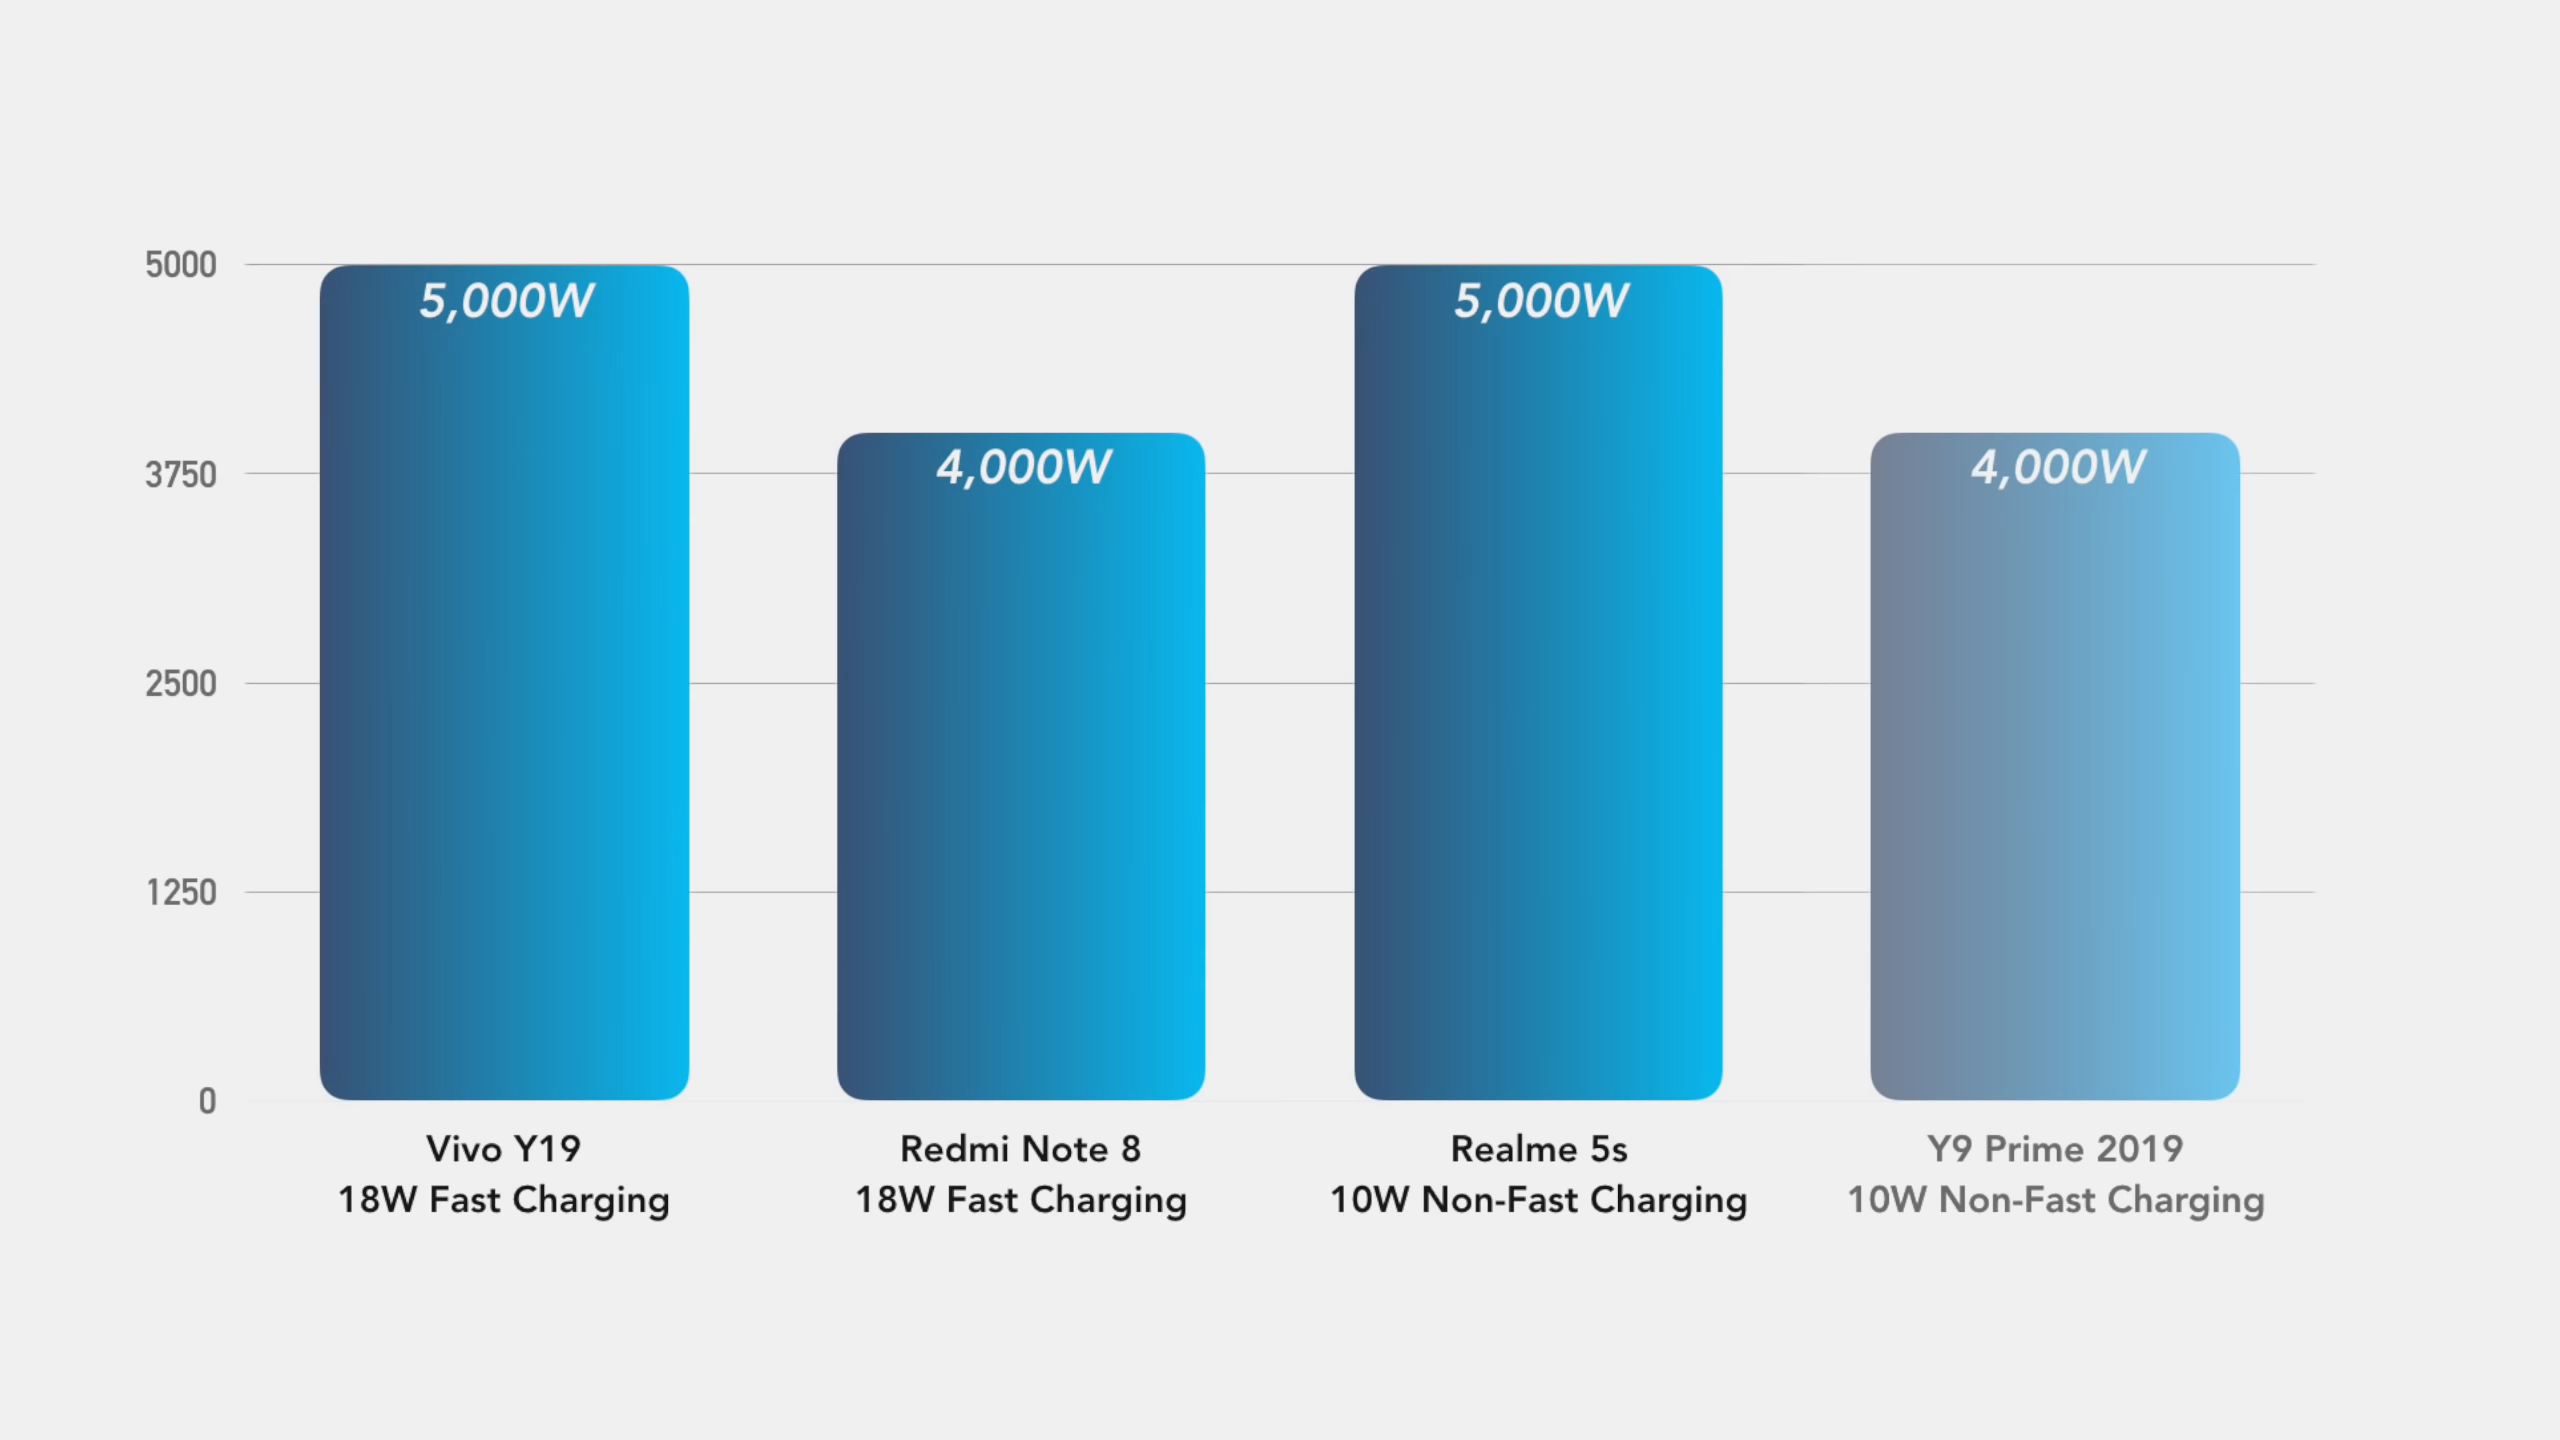 5000
3750
2500
1250
0
5,000W
4,000W
5,000W
4,000W
Vivo Y19
18W Fast Charging
Redmi Note 8
18W Fast Charging
Realme 5s
10W Non-Fast Charging
Y9 Prime 2019
10W Non-Fast Charging